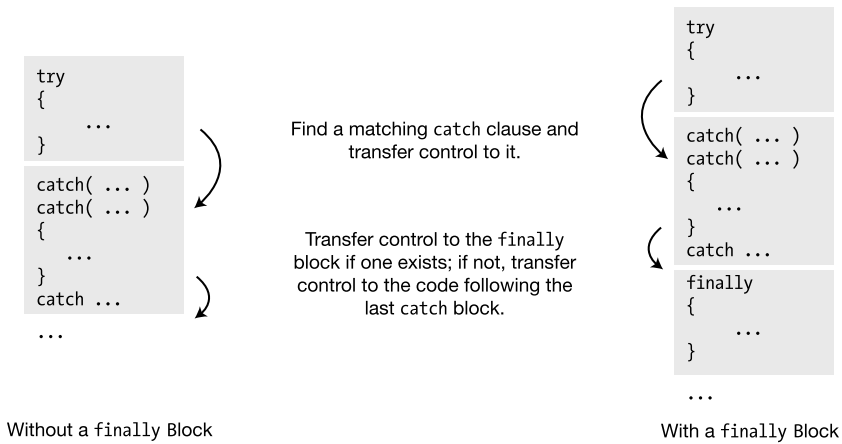 try
{
...
}
catch( ... )
catch( ... )
{
...
}
catch ...
...
Without a finally Block
Find a matching catch clause and
transfer control to it.
Transfer control to the finally
block if one exists; if not, transfer
control to the code following the
last catch block.
try
{
...
}
catch( ... )
catch( ... )
{
...
}
catch ...
finally
{
...
}
...
With a finally Block